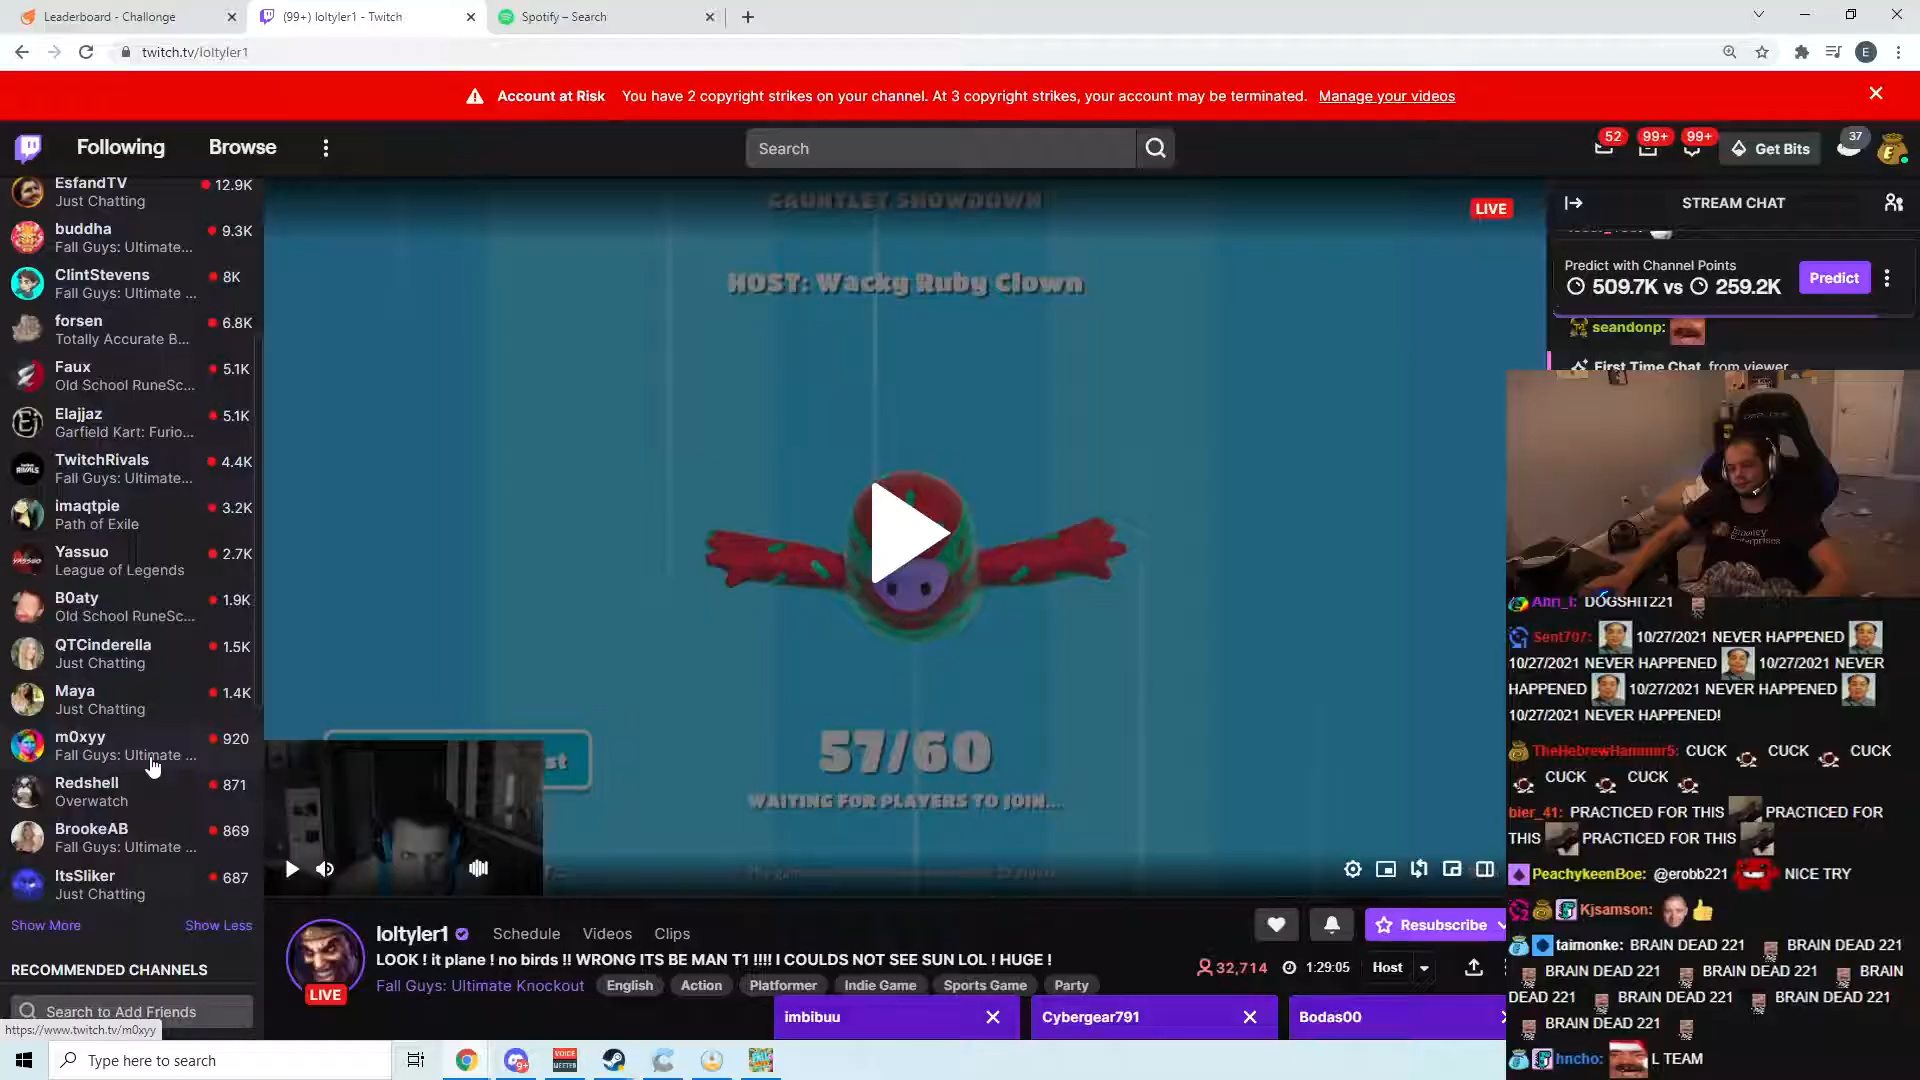 Leaderboard - Challonge
(99+) loltyler1 - Twitch
Spotify – Search
twitch.tv/loltyler1
E
Account at Risk You have 2 copyright strikes on your channel. At 3 copyright strikes, your account may be terminated. Manage your videos
Following
Browse
Search
52
99+
99+
Get Bits
37
EsfandTV
12.9K
Just Chatting
buddha
9.3K
Fall Guys: Ultimate...
ClintStevens
8K
Fall Guys: Ultimate ...
forsen
6.8K
Totally Accurate B...
Faux
5.1K
Old School RuneSc...
Elajjaz
5.1K
Garfield Kart: Furio...
TwitchRivals
4.4K
Fall Guys: Ultimate...
imaqtpie
3.2K
Path of Exile
Yassuo
2.7K
League of Legends
B0aty
1.9K
Old School RuneSc...
QTCinderella
1.5K
Just Chatting
Maya
1.4K
Just Chatting
m0xyy
920
Fall Guys: Ultimate ...
Redshell
871
Overwatch
BrookeAB
869
Fall Guys: Ultimate ...
ItsSliker
687
Just Chatting
Show More
Show Less
RECOMMENDED CHANNELS
Search to Add Friends
https://www.twitch.tv/m0xyy
GAUNTLET SHOWDOWN
LIVE
HOST: Wacky Ruby Clown
57/60
WAITING FOR PLAYERS TO JOIN....
loltyler1
Schedule
Videos
Clips
Resubscribe
LOOK ! it plane ! no birds !! WRONG ITS BE MAN T1 !!!! I COULDS NOT SEE SUN LOL ! HUGE !
32,714
1:29:05
Host
LIVE
Fall Guys: Ultimate Knockout
English
Action
Platformer
Indie Game
Sports Game
Party
imbibuu
Cybergear791
Bodas00
STREAM CHAT
Predict with Channel Points
509.7K vs 259.2K
Predict
seandonp:
First Time Chat from viewer
Ahri_i: DOGSHIT221
Sent707: 10/27/2021 NEVER HAPPENED
10/27/2021 NEVER HAPPENED 10/27/2021 NEVER
HAPPENED 10/27/2021 NEVER HAPPENED
10/27/2021 NEVER HAPPENED!
TheHebrewHammer5: CUCK CUCK CUCK
CUCK CUCK
bier_41: PRACTICED FOR THIS PRACTICED FOR
THIS PRACTICED FOR THIS
PeachykeenBoe: @erobb221 NICE TRY
Kjsamson:
taimonke: BRAIN DEAD 221 BRAIN DEAD 221
BRAIN DEAD 221 BRAIN DEAD 221 BRAIN
DEAD 221 BRAIN DEAD 221 BRAIN DEAD 221
BRAIN DEAD 221
hncho: L TEAM
Type here to search